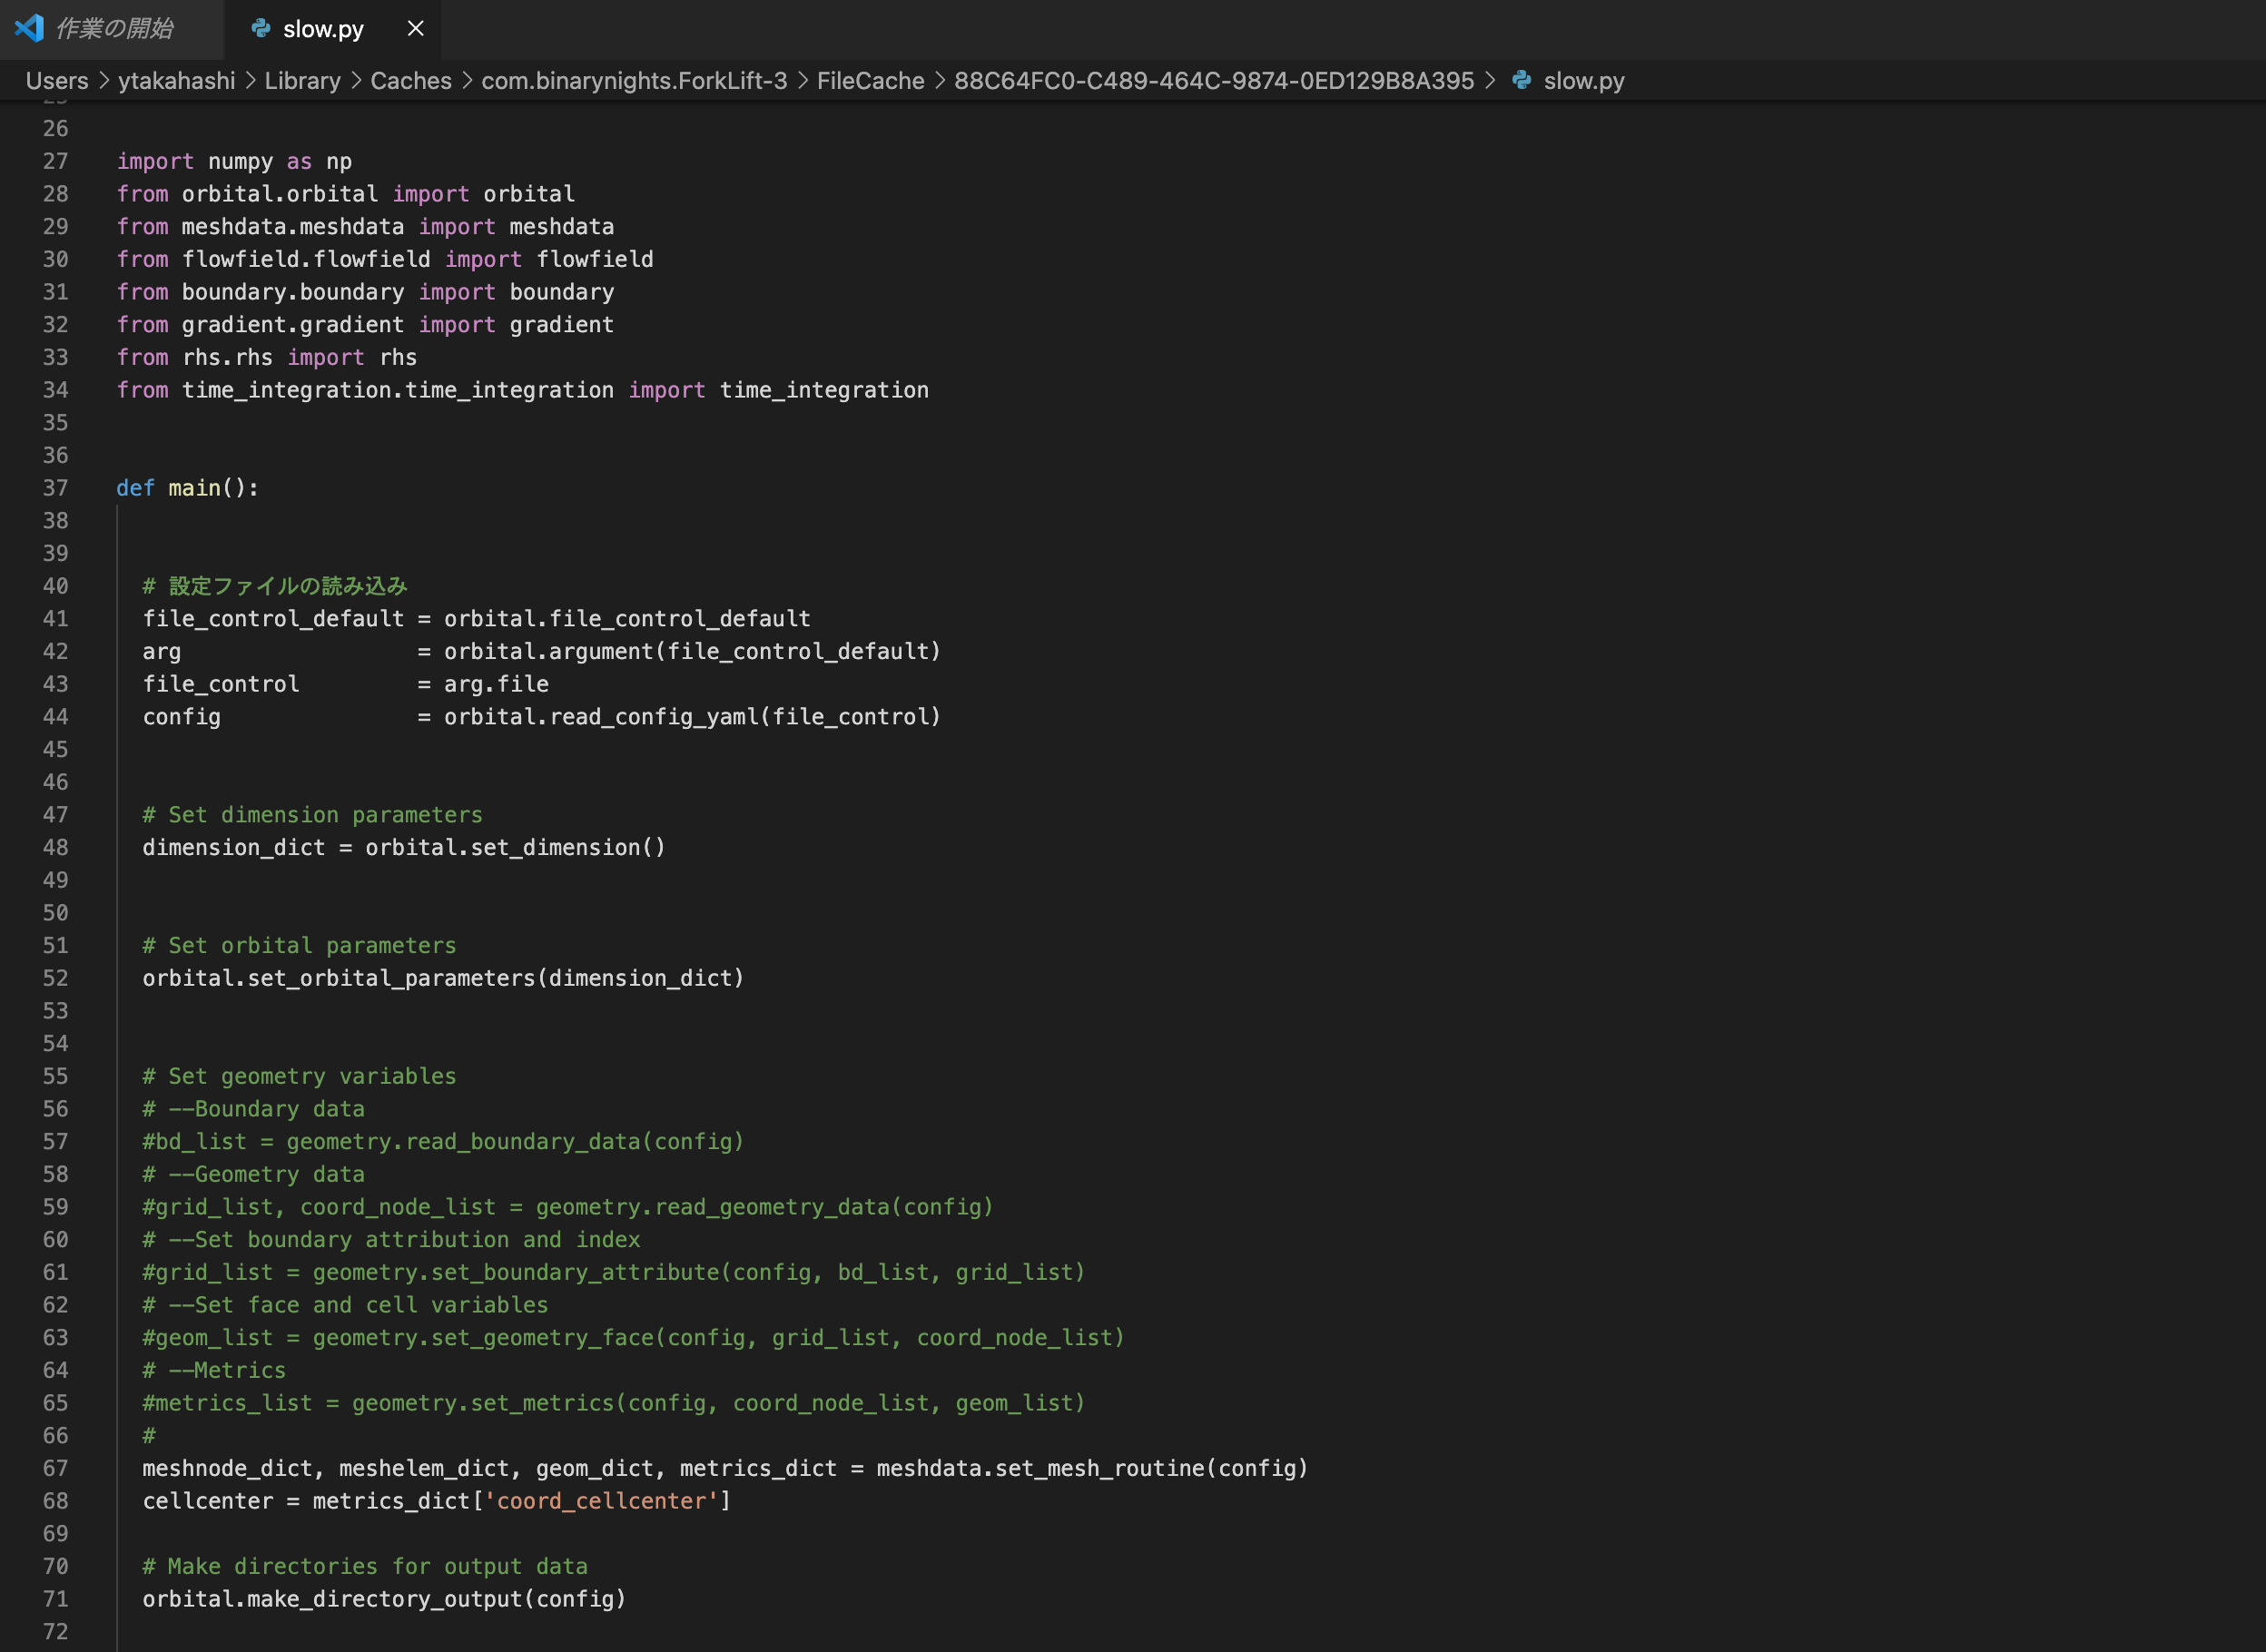 作業の開始 slow.py
Users > ytakahashi > Library > Caches > com.binarynights.ForkLift-3 > FileCache > 88C64FC0-C489-464C-9874-0ED129B8A395 > slow.py
26
27 import numpy as np
28 from orbital.orbital import orbital
29 from meshdata.meshdata import meshdata
30 from flowfield.flowfield import flowfield
31 from boundary.boundary import boundary
32 from gradient.gradient import gradient
33 from rhs.rhs import rhs
34 from time_integration.time_integration import time_integration
35
36
37 def main():
38
39
40 # 設定ファイルの読み込み
41 file_control_default = orbital.file_control_default
42 arg = orbital.argument(file_control_default)
43 file_control = arg.file
44 config = orbital.read_config_yaml(file_control)
45
46
47 # Set dimension parameters
48 dimension_dict = orbital.set_dimension()
49
50
51 # Set orbital parameters
52 orbital.set_orbital_parameters(dimension_dict)
53
54
55 # Set geometry variables
56 # --Boundary data
57 #bd_list = geometry.read_boundary_data(config)
58 # --Geometry data
59 #grid_list, coord_node_list = geometry.read_geometry_data(config)
60 # --Set boundary attribution and index
61 #grid_list = geometry.set_boundary_attribute(config, bd_list, grid_list)
62 # --Set face and cell variables
63 #geom_list = geometry.set_geometry_face(config, grid_list, coord_node_list)
64 # --Metrics
65 #metrics_list = geometry.set_metrics(config, coord_node_list, geom_list)
66 #
67 meshnode_dict, meshelem_dict, geom_dict, metrics_dict = meshdata.set_mesh_routine(config)
68 cellcenter = metrics_dict['coord_cellcenter']
69
70 # Make directories for output data
71 orbital.make_directory_output(config)
72